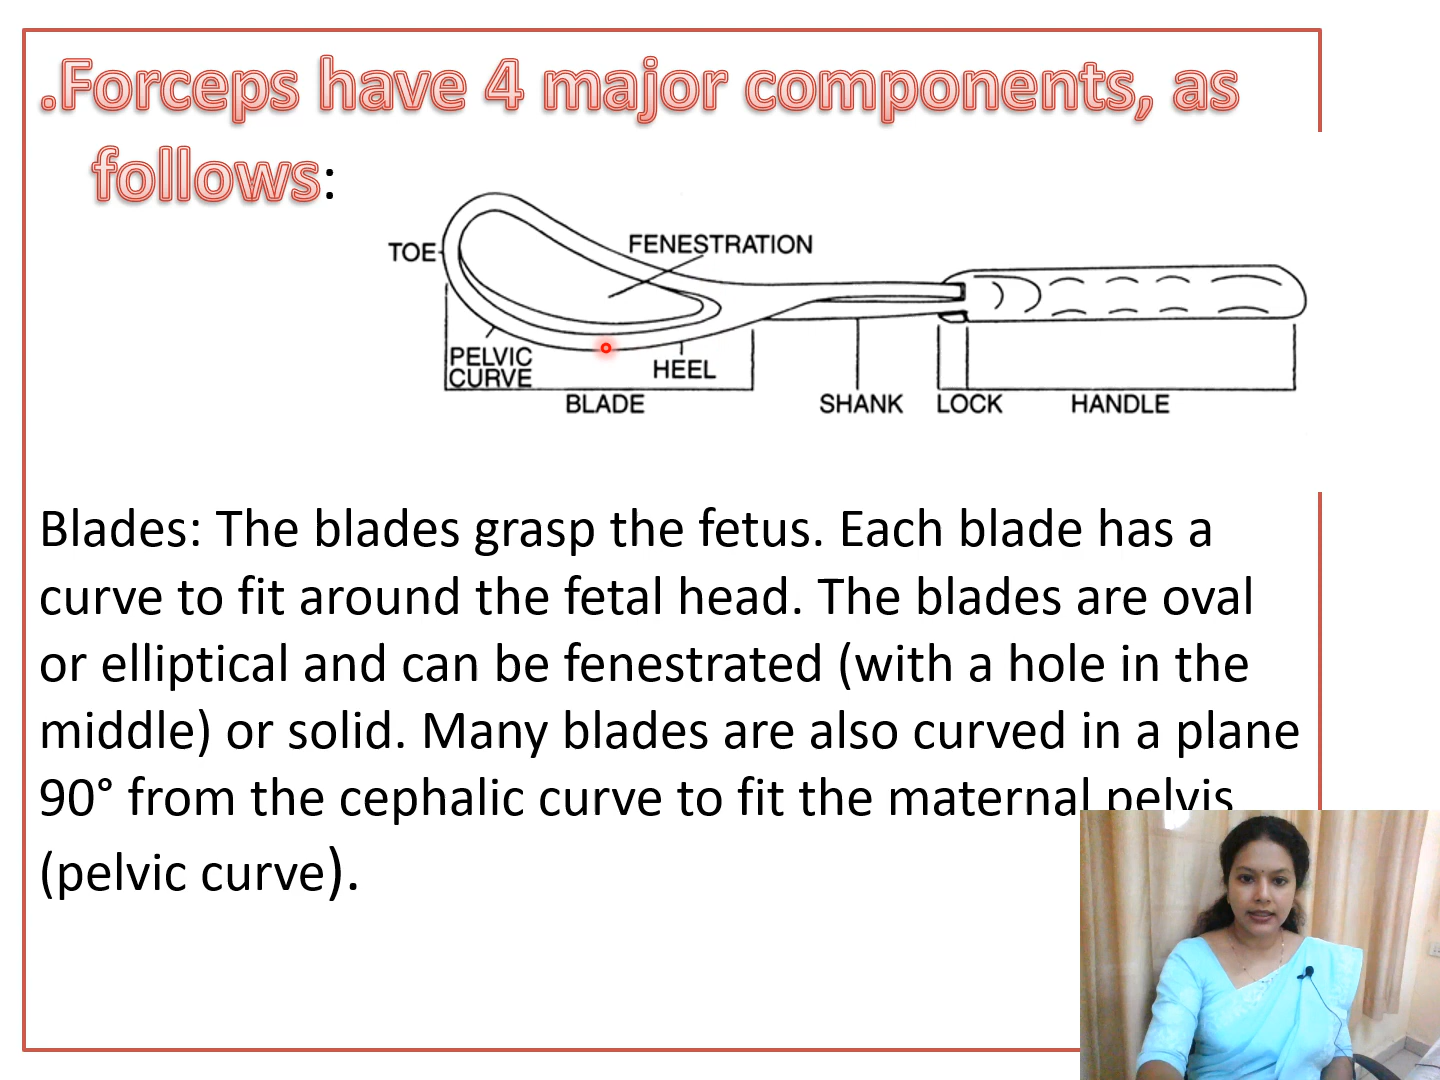 .Forceps have 4 major components, as
follows:
TOE
FENESTRATION
PELVIC
CURVE
HEEL
BLADE
SHANK
LOCK
HANDLE
Blades: The blades grasp the fetus. Each blade has a
curve to fit around the fetal head. The blades are oval
or elliptical and can be fenestrated (with a hole in the
middle) or solid. Many blades are also curved in a plane
90° from the cephalic curve to fit the maternal pelvis
(pelvic curve).